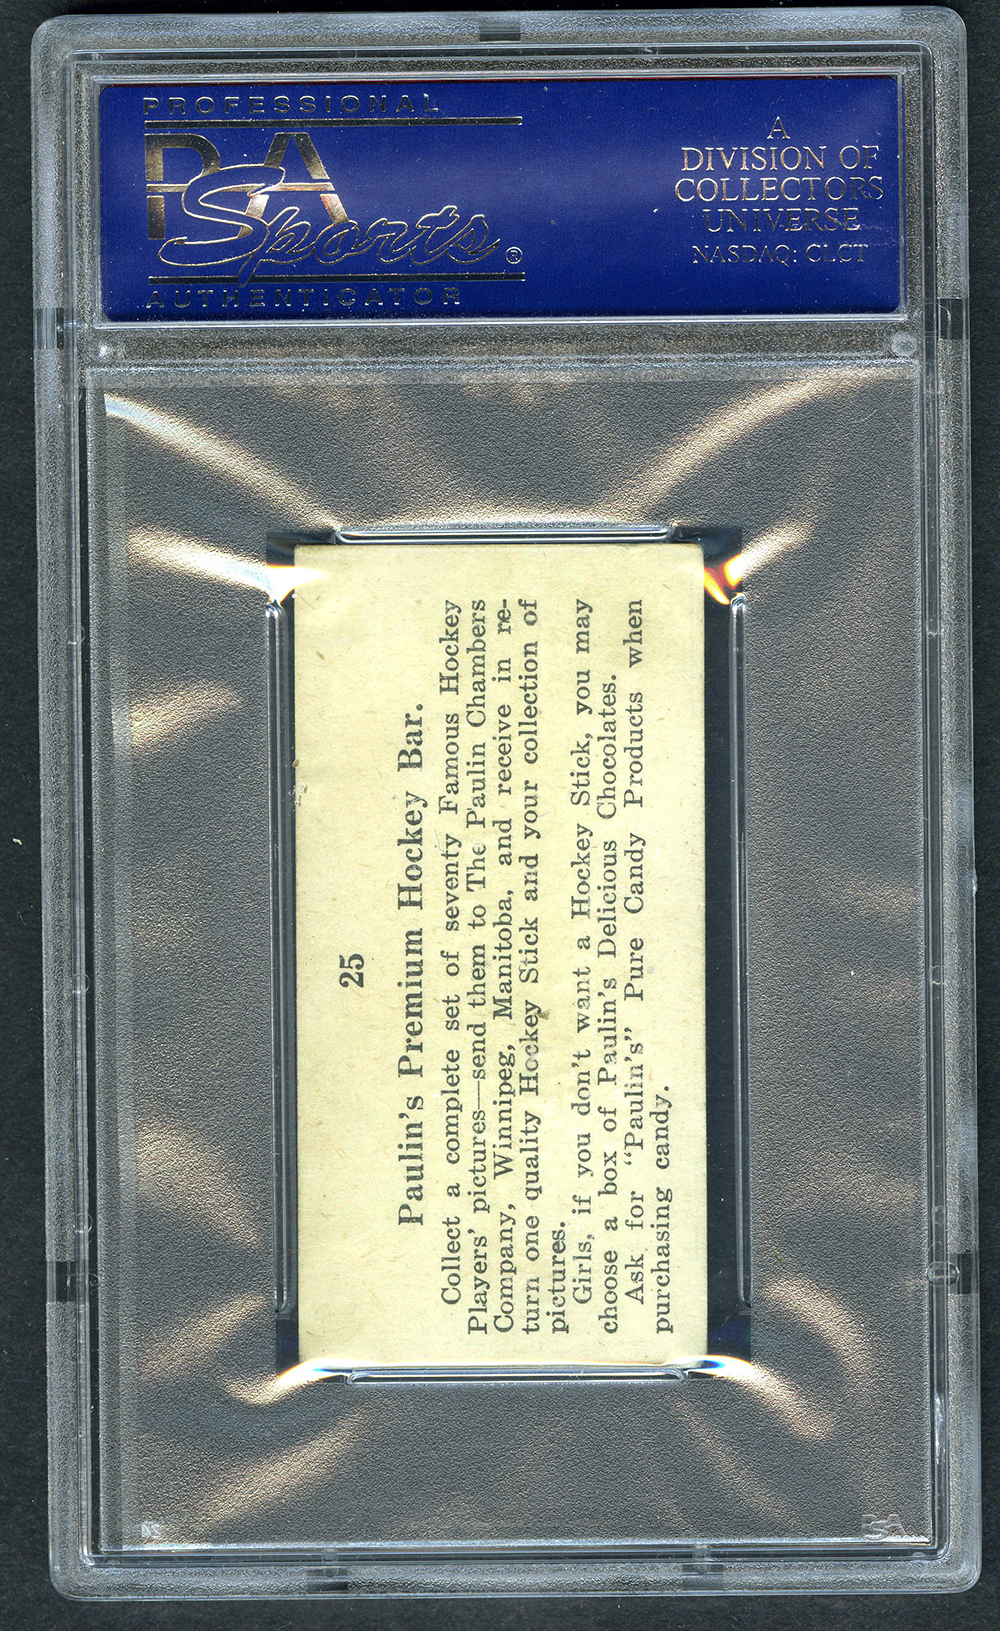 PROFESSIONAL
PSA
Sports®
AUTHENTICATOR
A
DIVISION OF
COLLECTORS
UNIVERSE
NASDAQ: CLCT
25
Paulin's Premium Hockey Bar.
Collect a complete set of seventy Famous Hockey
Players' pictures—send them to The Paulin Chambers
Company, Winnipeg, Manitoba, and receive in re-
turn one quality Hockey Stick and your collection of
pictures.
Girls, if you don't want a Hockey Stick, you may
choose a box of Paulin's Delicious Chocolates.
Ask for "Paulin's" Pure Candy Products when
purchasing candy.
PSA